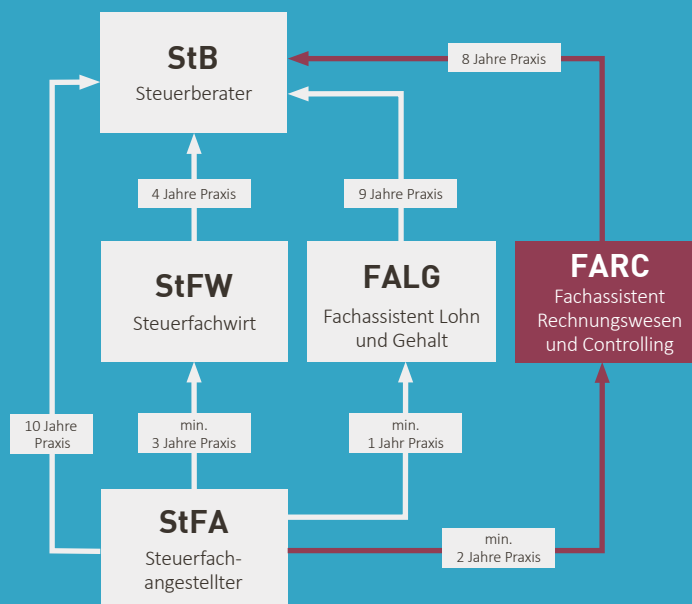 StB
Steuerberater
8 Jahre Praxis
4 Jahre Praxis
9 Jahre Praxis
StFW
Steuerfachwirt
FALG
Fachassistent Lohn
und Gehalt
FARC
Fachassistent
Rechnungswesen
und Controlling
10 Jahre
Praxis
min.
3 Jahre Praxis
min.
1 Jahr Praxis
StFA
Steuerfach-
angestellter
min.
2 Jahre Praxis